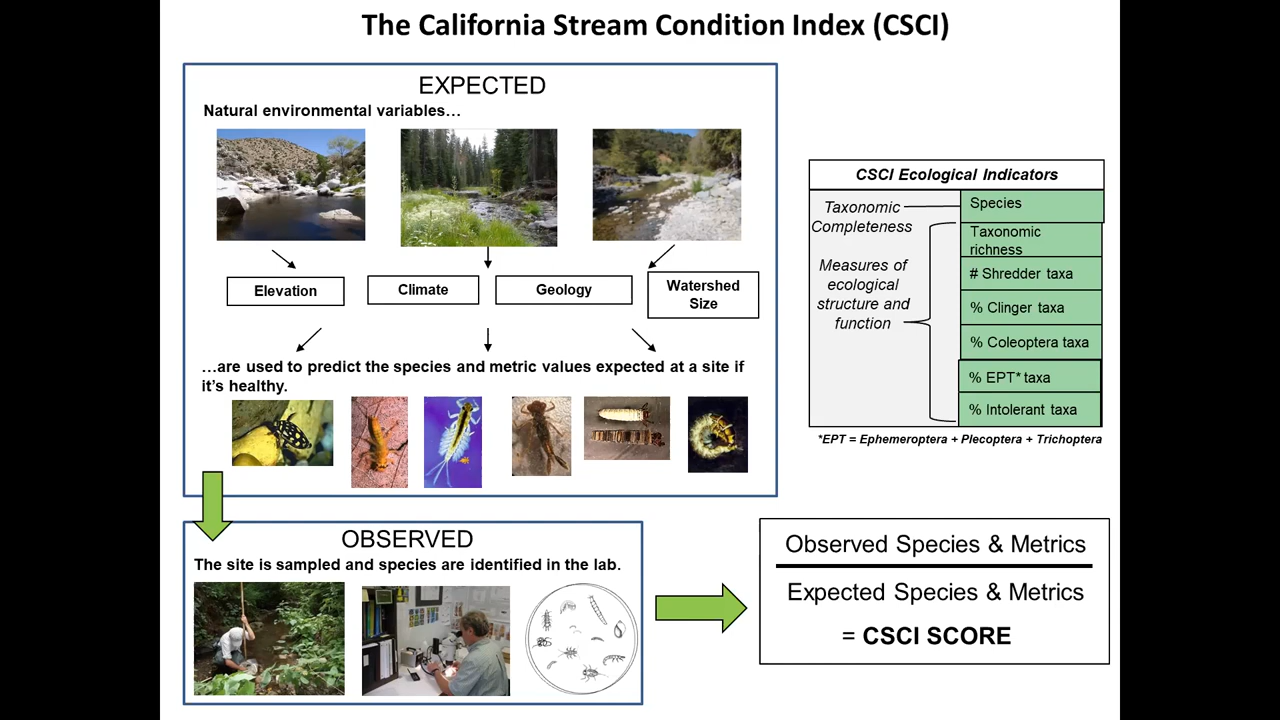 The California Stream Condition Index (CSCI)
EXPECTED
Natural environmental variables…
Elevation
Climate
Geology
Watershed
Size
…are used to predict the species and metric values expected at a site if
it’s healthy.
OBSERVED
The site is sampled and species are identified in the lab.
CSCI Ecological Indicators
Taxonomic
Completeness
Measures of
ecological
structure and
function
Species
Taxonomic
richness
# Shredder taxa
% Clinger taxa
% Coleoptera taxa
% EPT* taxa
% Intolerant taxa
*EPT = Ephemeroptera + Plecoptera + Trichoptera
Observed Species & Metrics
Expected Species & Metrics
= CSCI SCORE